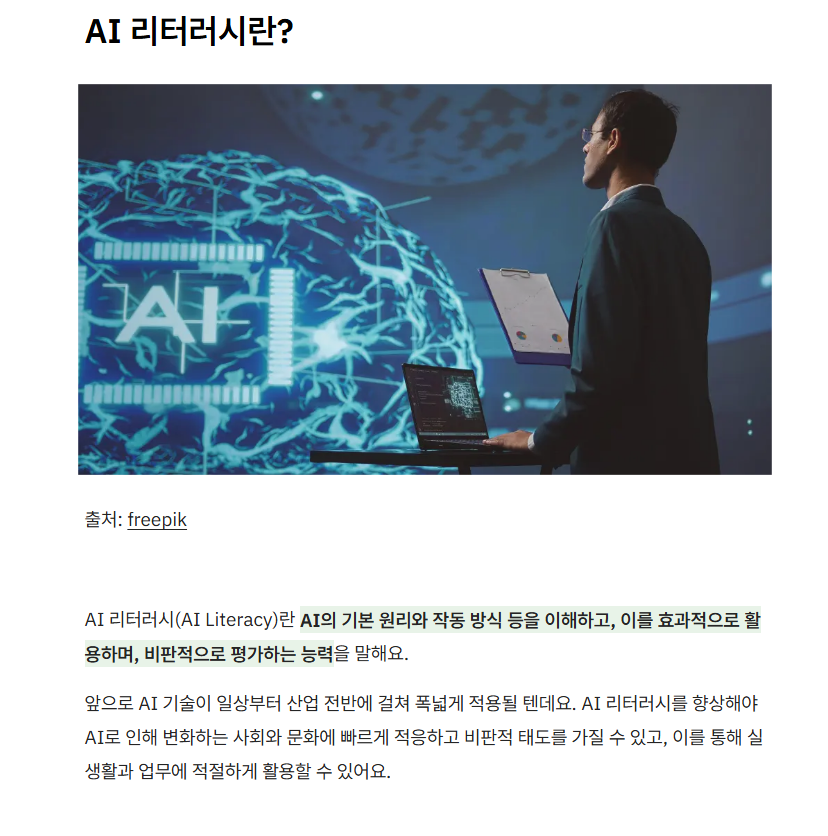 AI 리터러시란?
AI
출처: freepik
AI 리터러시(AI Literacy)란 AI의 기본 원리와 작동 방식 등을 이해하고, 이를 효과적으로 활
용하며, 비판적으로 평가하는 능력을 말해요.
앞으로 AI 기술이 일상부터 산업 전반에 걸쳐 폭넓게 적용될 텐데요. AI 리터러시를 향상해야
AI로 인해 변화하는 사회와 문화에 빠르게 적응하고 비판적 태도를 가질 수 있고, 이를 통해 실
생활과 업무에 적절하게 활용할 수 있어요.